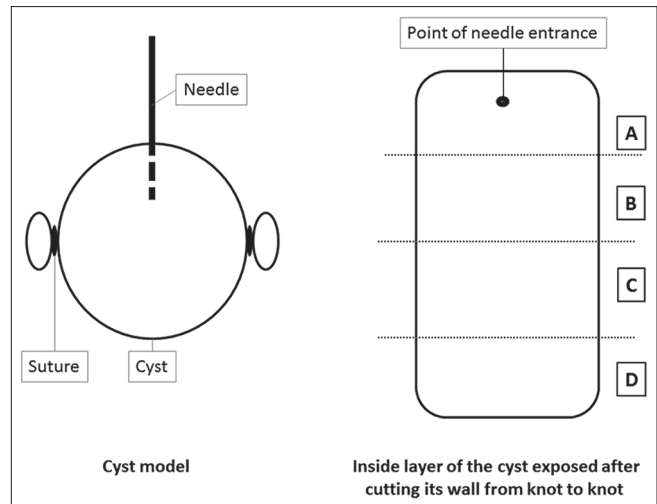 Point of needle entrance
Needle
A
B
C
D
Suture
Cyst
Cyst model
Inside layer of the cyst exposed after
cutting its wall from knot to knot